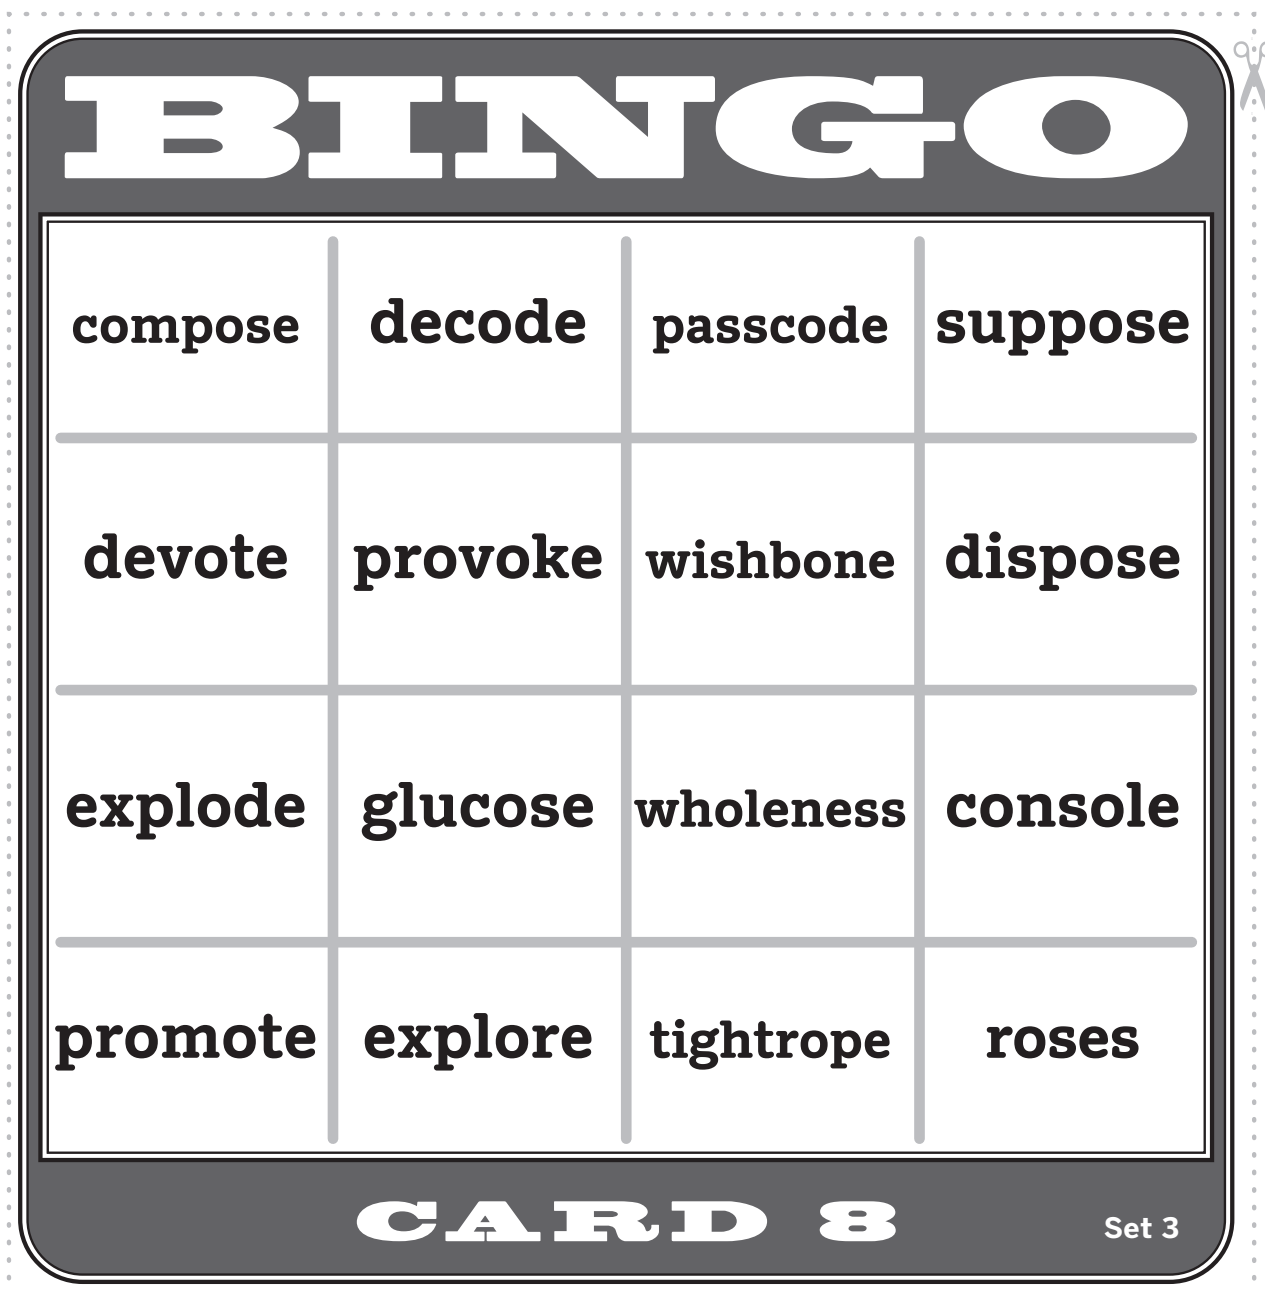 BINGO
compose decode passcode suppose
devote provoke wishbone dispose
explode glucose wholeness console
promote explore tightrope roses
CARD 8
Set 3